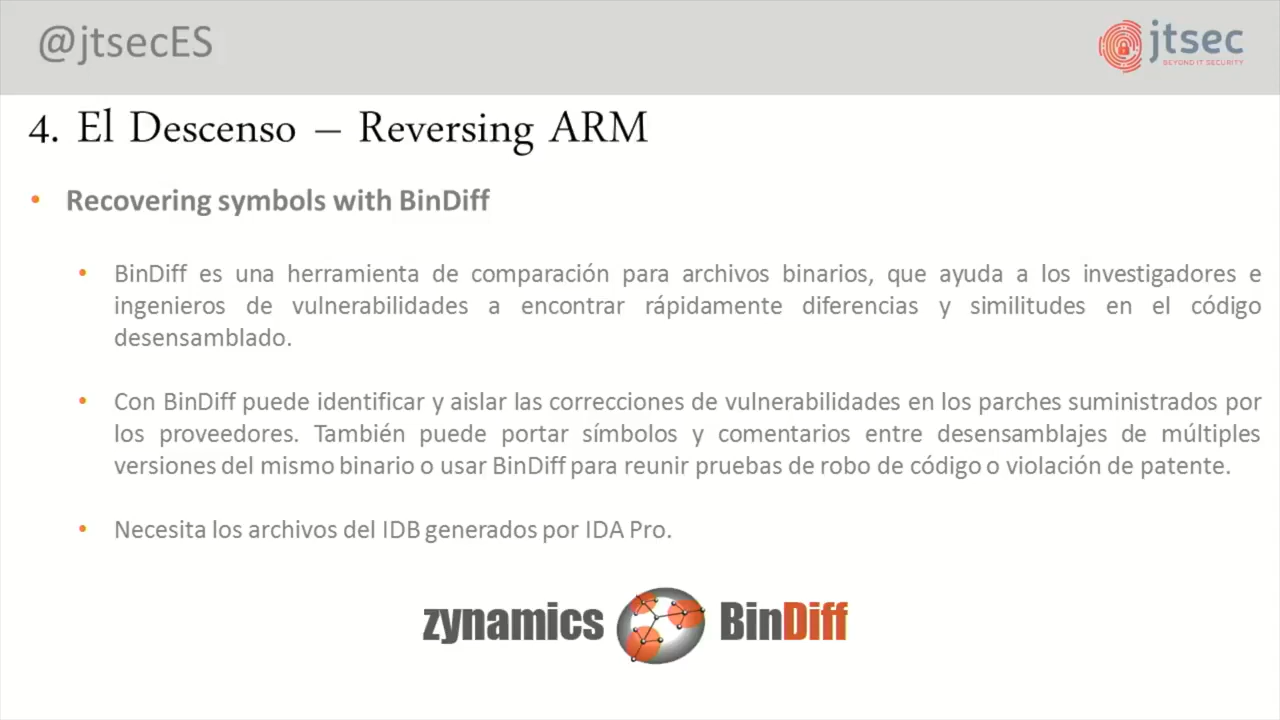 @jtsecES
jtsec
BEYOND IT SECURITY
4. El Descenso – Reversing ARM
• Recovering symbols with BinDiff
• BinDiff es una herramienta de comparación para archivos binarios, que ayuda a los investigadores e
ingenieros de vulnerabilidades a encontrar rápidamente diferencias y similitudes en el código
desensamblado.
• Con BinDiff puede identificar y aislar las correcciones de vulnerabilidades en los parches suministrados por
los proveedores. También puede portar símbolos y comentarios entre desensamblajes de múltiples
versiones del mismo binario o usar BinDiff para reunir pruebas de robo de código o violación de patente.
• Necesita los archivos del IDB generados por IDA Pro.
zynamics BinDiff